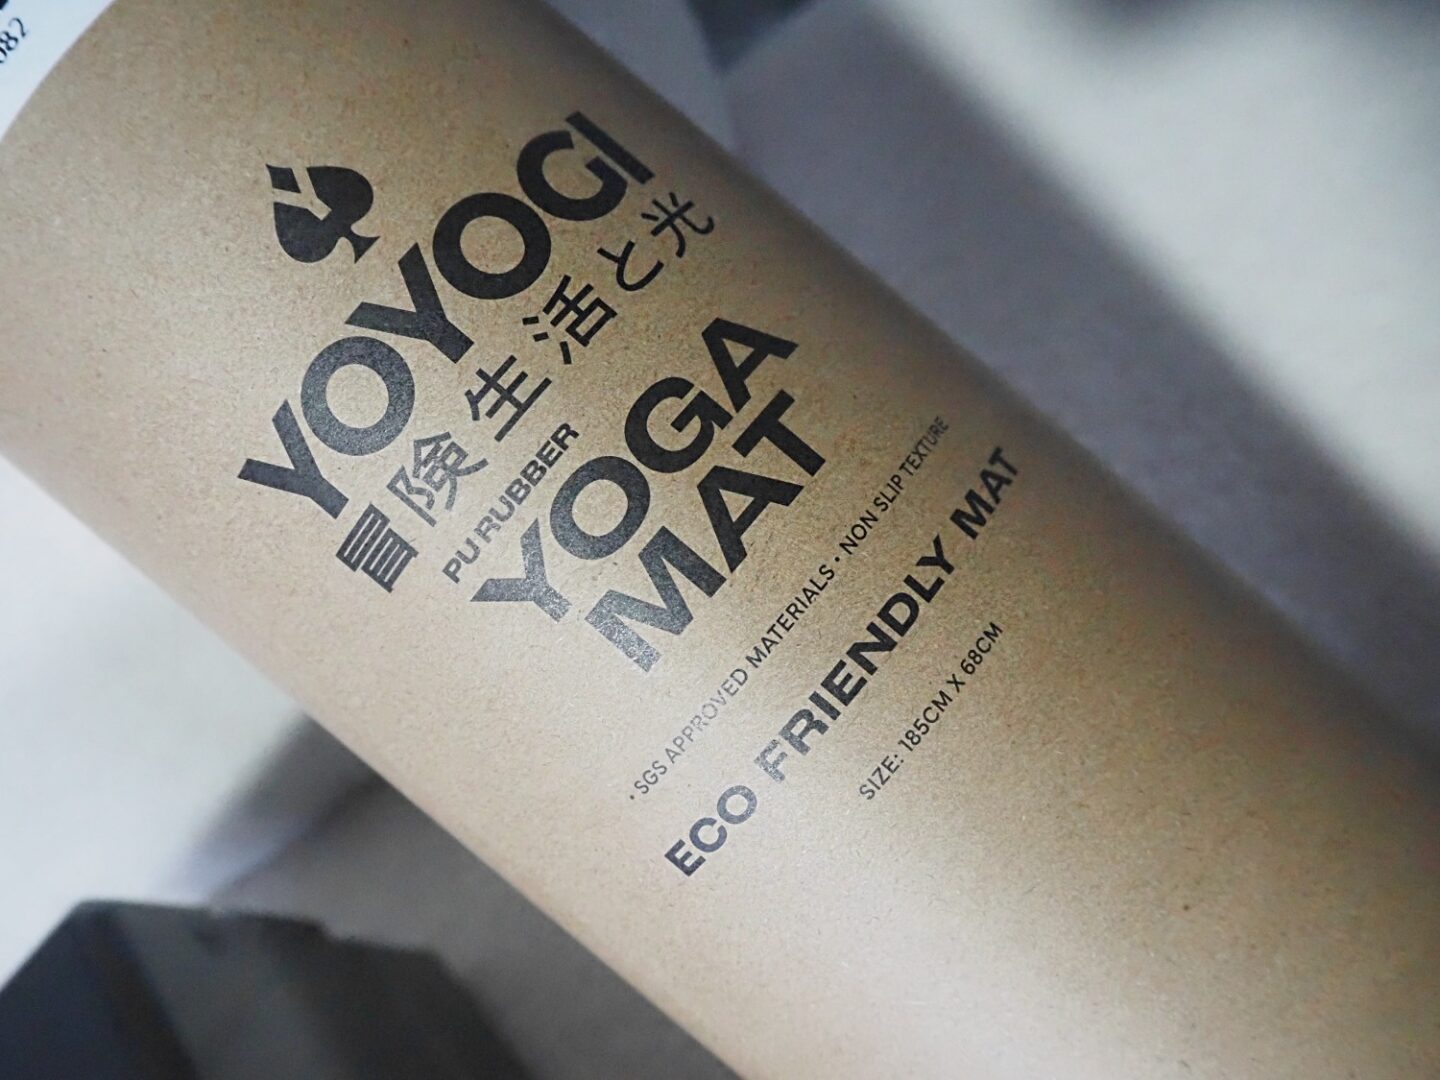 082
YOYOGI
冒険生活と光
PU RUBBER
YOGA
MAT
• SGS APPROVED MATERIALS • NON SLIP TEXTURE
ECO FRIENDLY MAT
SIZE: 185CM X 68CM